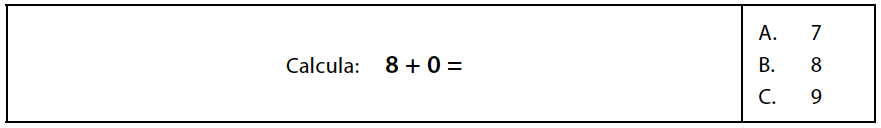 Calcula: 8 + 0 =
A. 7
B. 8
C. 9